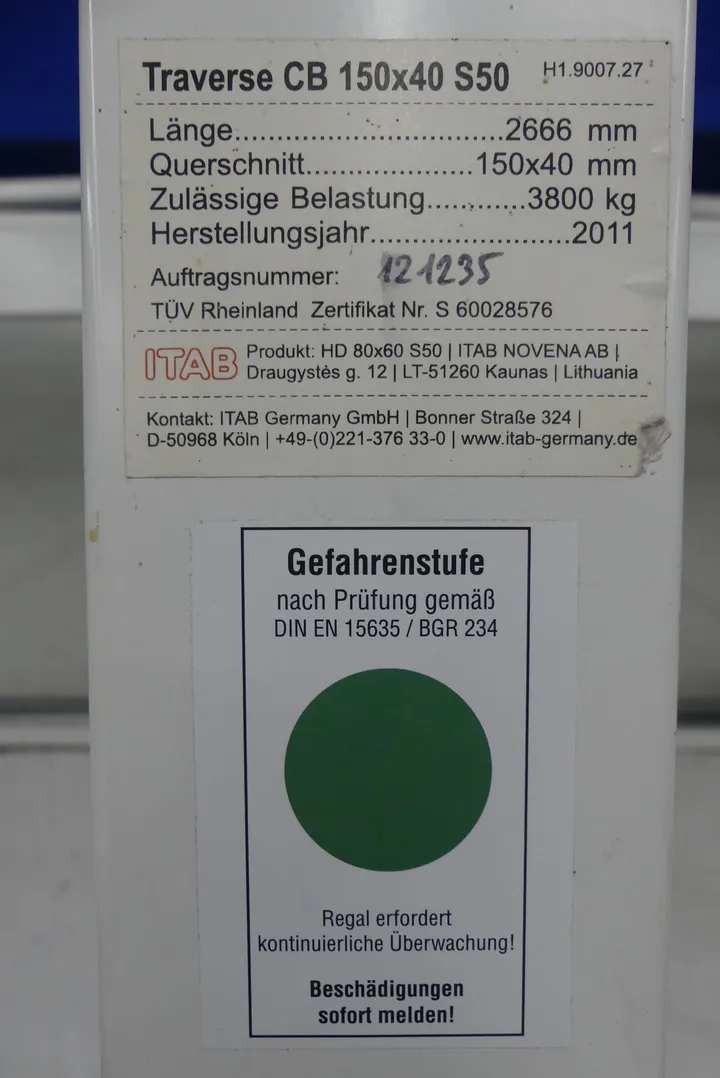 Traverse CB 150x40 S50 H1.9007.27
Länge................................2666 mm
Querschnitt....................150x40 mm
Zulässige Belastung............3800 kg
Herstellungsjahr.......................2011
Auftragsnummer: 121235
TÜV Rheinland Zertifikat Nr. S 60028576
ITAB
Produkt: HD 80x60 S50 | ITAB NOVENA AB |
Draugystės g. 12 | LT-51260 Kaunas | Lithuania
Kontakt: ITAB Germany GmbH | Bonner Straße 324 |
D-50968 Köln | +49-(0)221-376 33-0 | www.itab-germany.de
Gefahrenstufe
nach Prüfung gemäß
DIN EN 15635 / BGR 234
Regal erfordert
kontinuierliche Überwachung!
Beschädigungen
sofort melden!